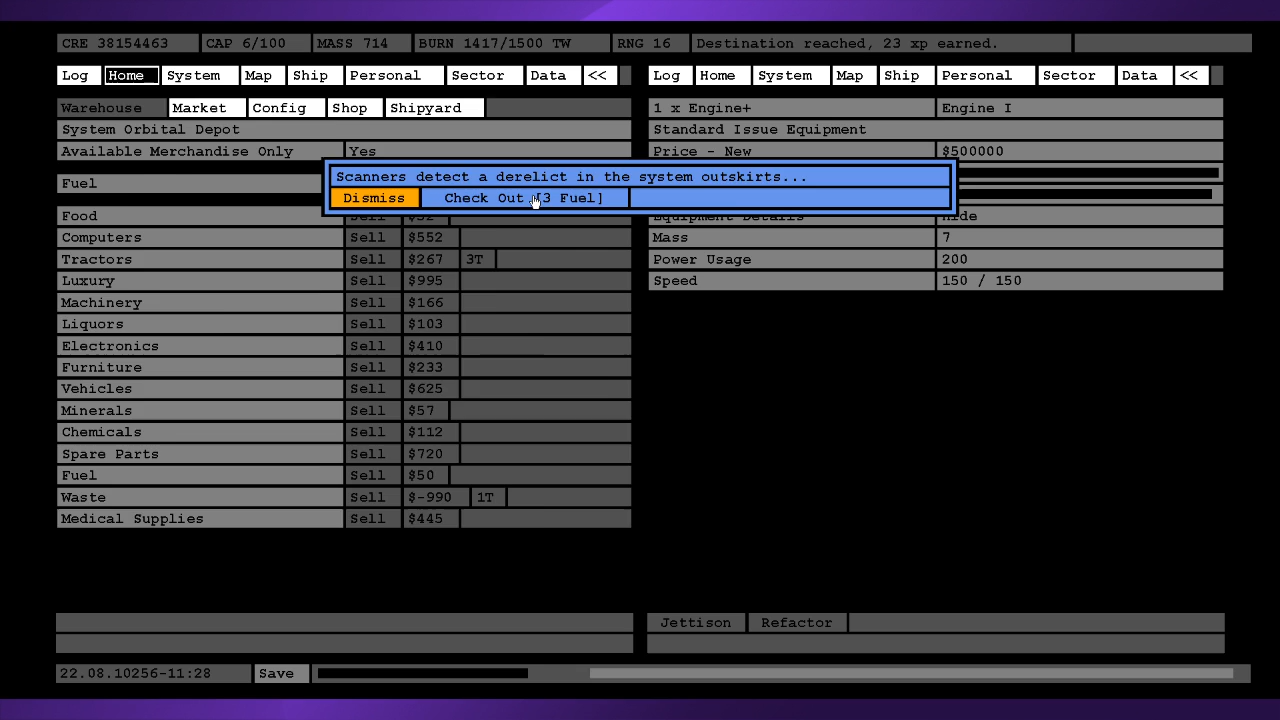 CRE 38154463 CAP 6/100 MASS 714 BURN 1417/1500 TW RNG 16 Destination reached, 23 xp earned.
Log Home System Map Ship Personal Sector Data << Log Home System Map Ship Personal Sector Data <<
Warehouse Market Config Shop Shipyard 1 x Engine+ Engine I
System Orbital Depot Standard Issue Equipment
Available Merchandise Only Yes Price - New $500000
Scanners detect a derelict in the system outskirts...
Fuel
Dismiss Check Out [3 Fuel]
Food Sell $32 Equipment Details Hide
Computers Sell $552 Mass 7
Tractors Sell $267 3T Power Usage 200
Luxury Sell $995 Speed 150 / 150
Machinery Sell $166
Liquors Sell $103
Electronics Sell $410
Furniture Sell $233
Vehicles Sell $625
Minerals Sell $57
Chemicals Sell $112
Spare Parts Sell $720
Fuel Sell $50
Waste Sell $-990 1T
Medical Supplies Sell $445
Jettison Refactor
22.08.10256-11:28 Save